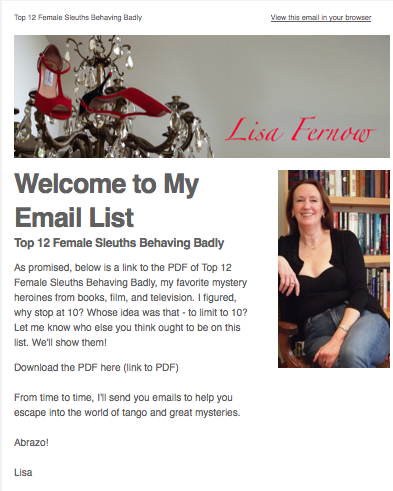 Top 12 Female Sleuths Behaving Badly
View this email in your browser
Lisa Fernow
Welcome to My
Email List
Top 12 Female Sleuths Behaving Badly
As promised, below is a link to the PDF of Top 12
Female Sleuths Behaving Badly, my favorite mystery
heroines from books, film, and television. I figured,
why stop at 10? Whose idea was that - to limit to 10?
Let me know who else you think ought to be on this
list. We'll show them!
Download the PDF here (link to PDF)
From time to time, I'll send you emails to help you
escape into the world of tango and great mysteries.
Abrazo!
Lisa